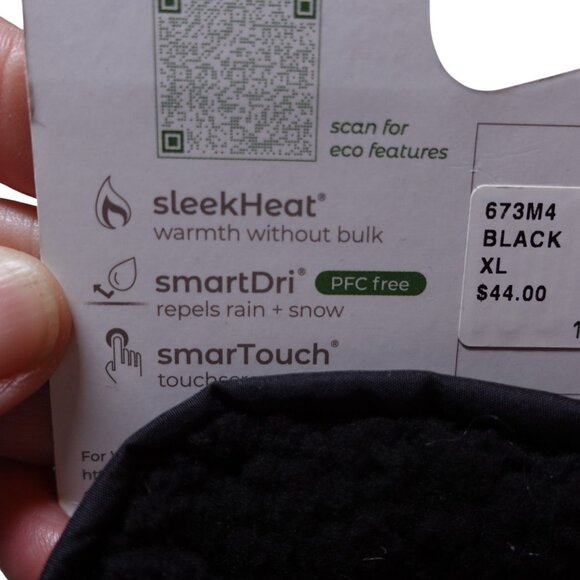 scan for
eco features
sleekHeat®
warmth without bulk
smartDri® PFC free
repels rain + snow
smarTouch®
For
673M4
BLACK
XL
$44.00